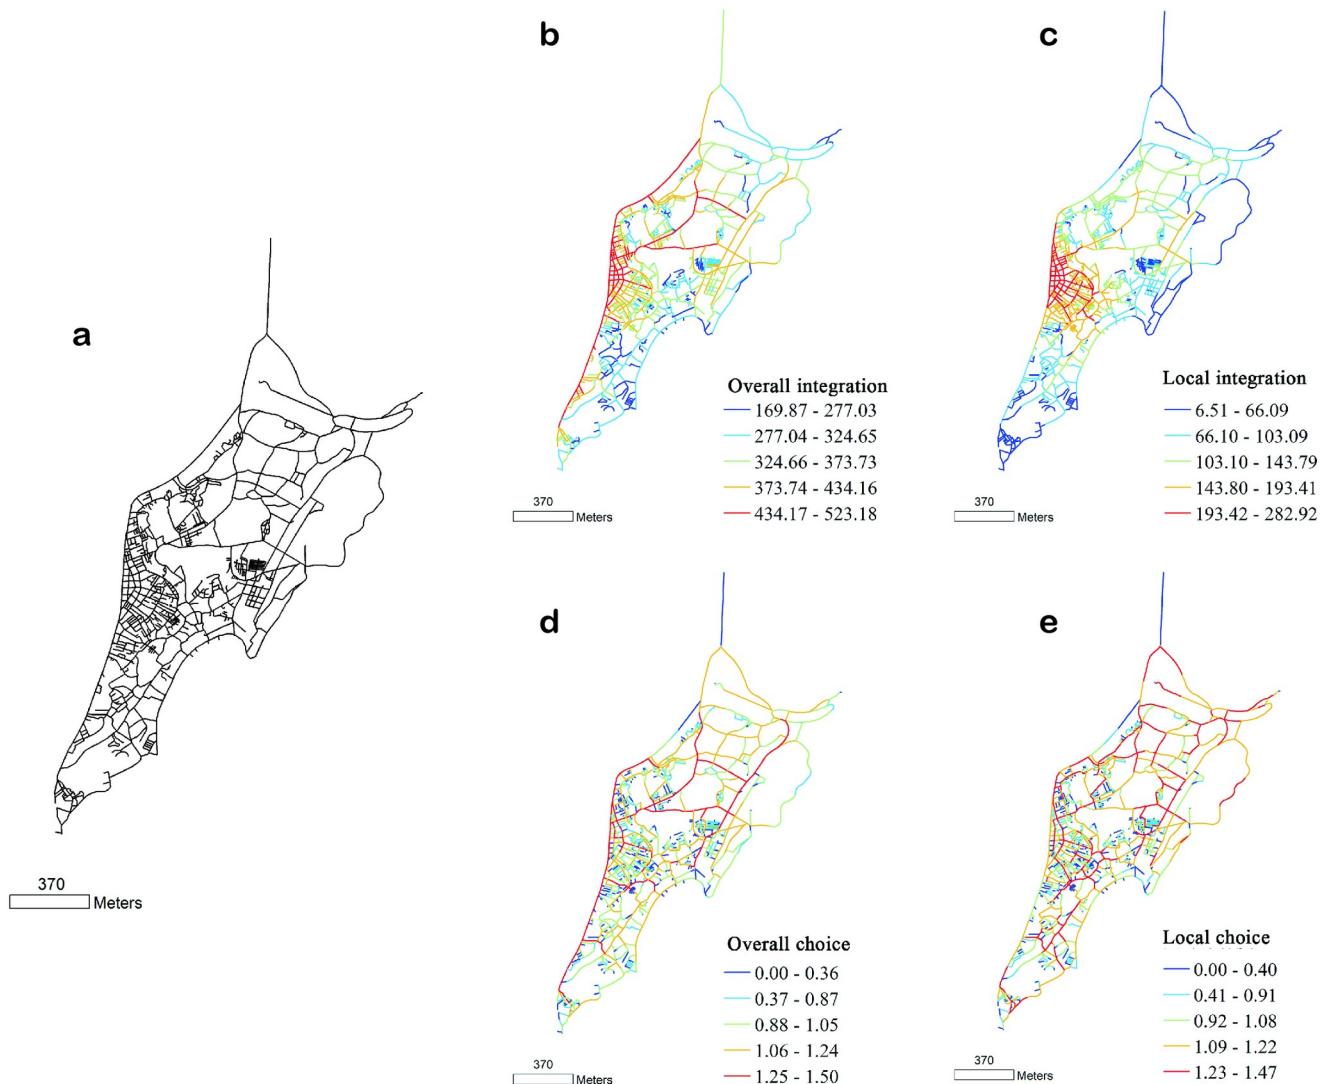 a
370
Meters
b
Overall integration
169.87 - 277.03
277.04 - 324.65
324.66 - 373.73
373.74 - 434.16
434.17 - 523.18
370
Meters
c
Local integration
6.51 - 66.09
66.10 - 103.09
103.10 - 143.79
143.80 - 193.41
193.42 - 282.92
370
Meters
d
Overall choice
0.00 - 0.36
0.37 - 0.87
0.88 - 1.05
1.06 - 1.24
1.25 - 1.50
370
Meters
e
Local choice
0.00 - 0.40
0.41 - 0.91
0.92 - 1.08
1.09 - 1.22
1.23 - 1.47
370
Meters